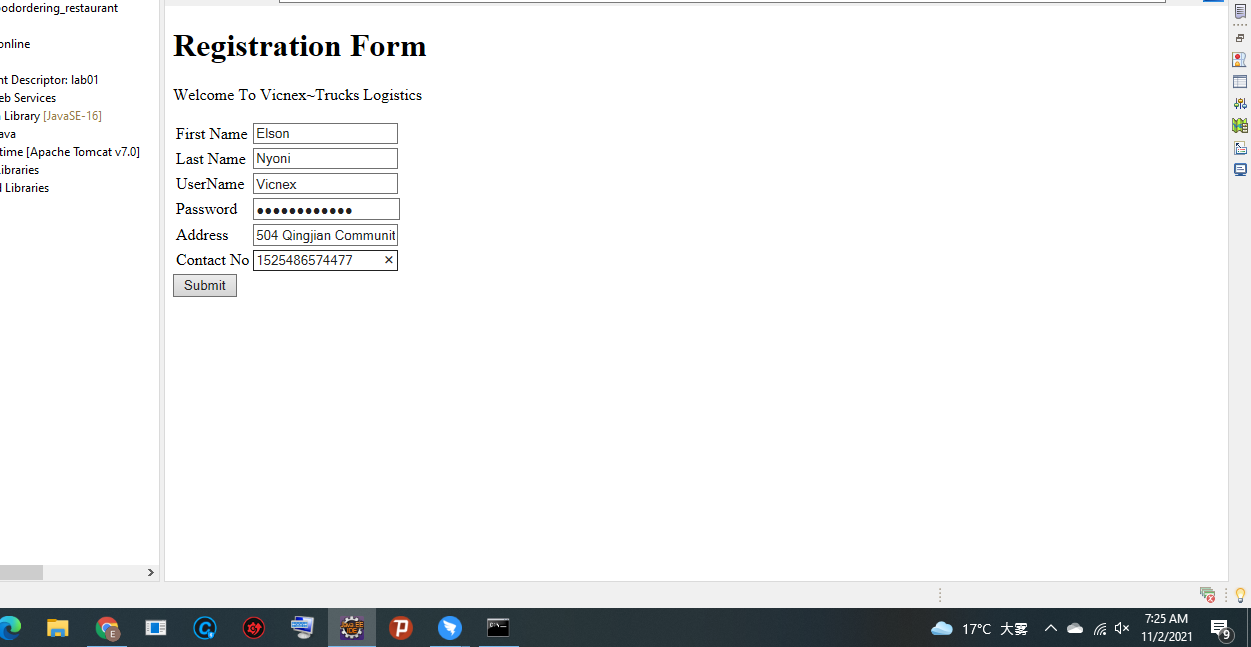 odordering_restaurant
online
nt Descriptor: lab01
eb Services
Library [JavaSE-16]
ava
time [Apache Tomcat v7.0]
ibraries
l Libraries
Registration Form
Welcome To Vicnex~Trucks Logistics
First Name Elson
Last Name Nyoni
UserName Vicnex
Password ●●●●●●●●●●●●
Address 504 Qingjian Communit
Contact No 1525486574477 ×
Submit
17°C 大雾
7:25 AM
11/2/2021
9